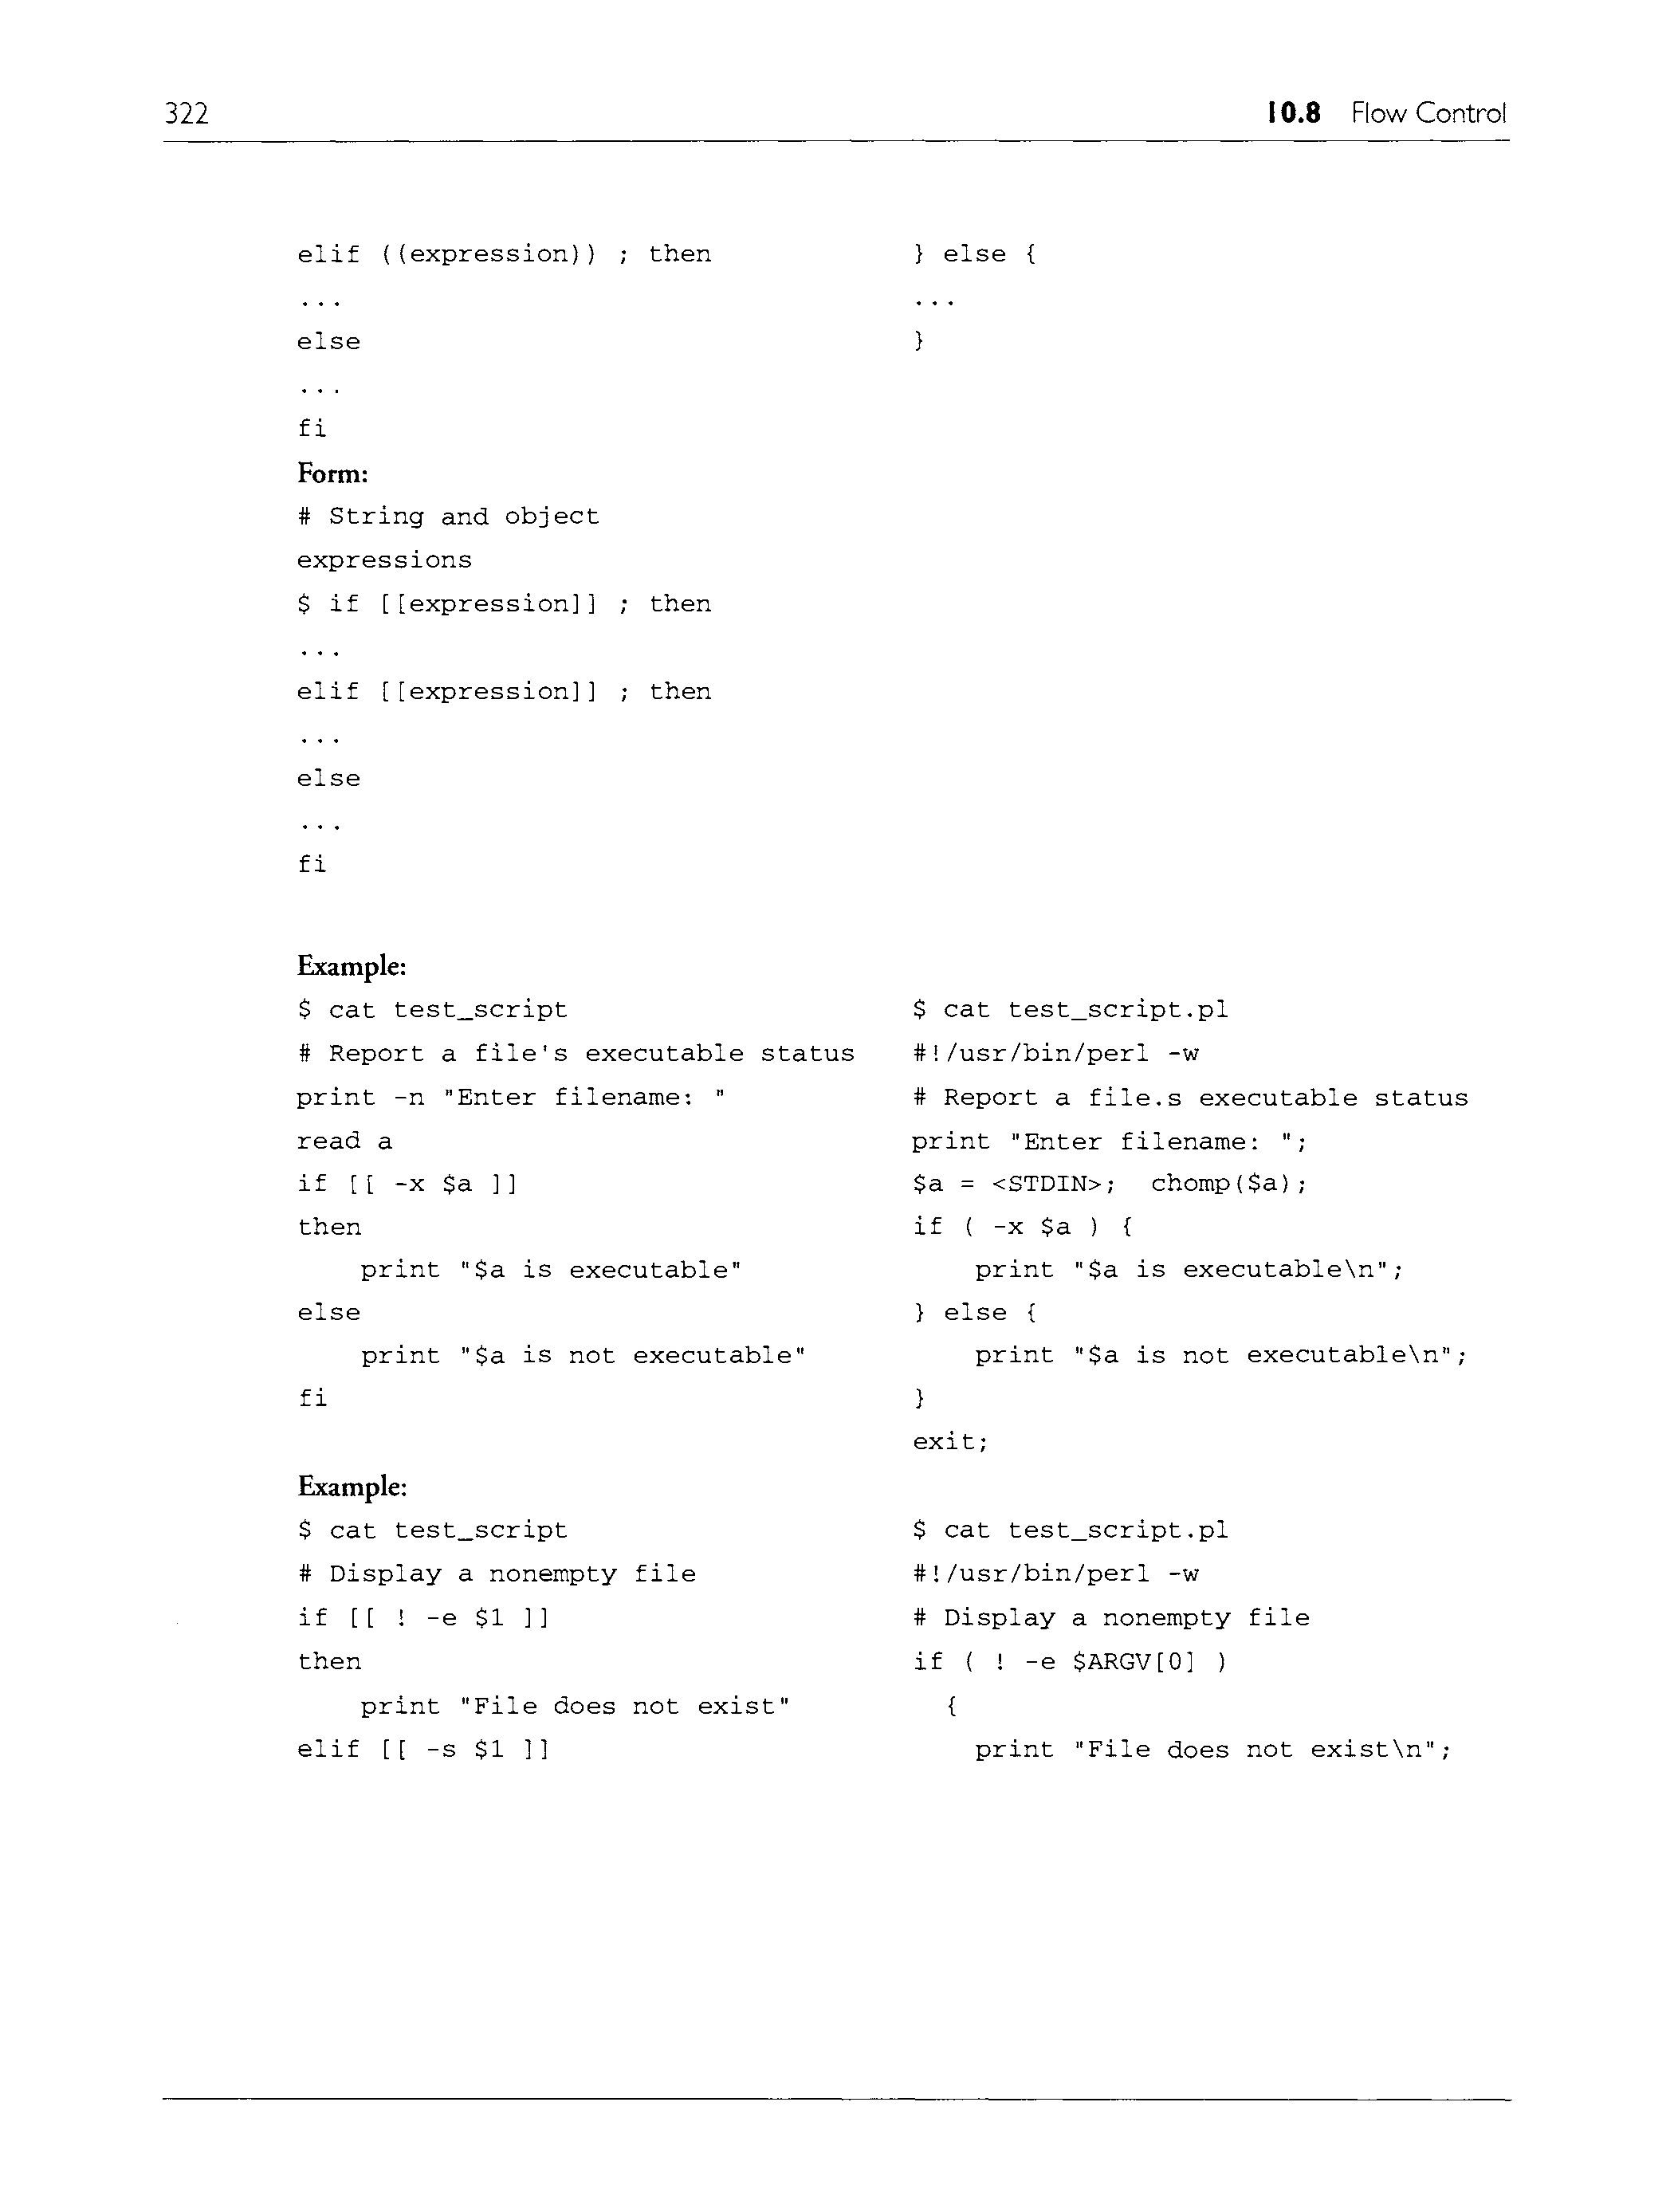 322
10.8 Flow Control
elif ((expression)) ; then
...
else
...
fi
Form:
# String and object
expressions
$ if [[expression]] ; then
...
elif [[expression]] ; then
...
else
...
fi
} else {
...
}
Example:
$ cat test_script
# Report a file's executable status
print -n "Enter filename: "
read a
if [[ -x $a ]]
then
    print "$a is executable"
else
    print "$a is not executable"
fi
$ cat test_script.pl
#!/usr/bin/perl -w
# Report a file.s executable status
print "Enter filename: ";
$a = <STDIN>;  chomp($a);
if ( -x $a ) {
    print "$a is executable\n";
} else {
    print "$a is not executable\n";
}
exit;
Example:
$ cat test_script
# Display a nonempty file
if [[ ! -e $1 ]]
then
    print "File does not exist"
elif [[ -s $1 ]]
$ cat test_script.pl
#!/usr/bin/perl -w
# Display a nonempty file
if ( ! -e $ARGV[0] )
  {
    print "File does not exist\n";